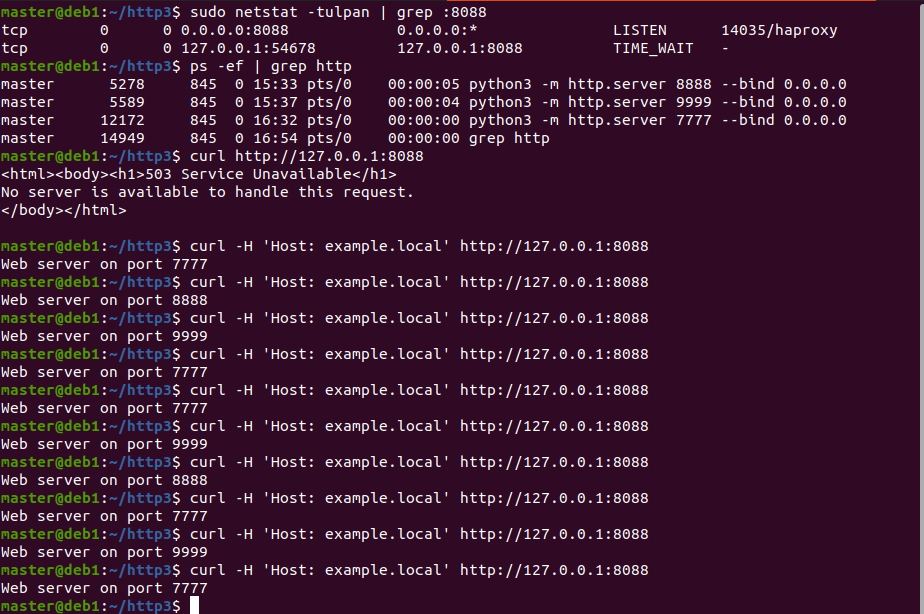 master@deb1:~/http3$ sudo netstat -tulpan | grep :8088
tcp        0      0 0.0.0.0:8088            0.0.0.0:*               LISTEN      14035/haproxy
tcp        0      0 127.0.0.1:54678         127.0.0.1:8088          TIME_WAIT   -
master@deb1:~/http3$ ps -ef | grep http
master      5278     845  0 15:33 pts/0    00:00:05 python3 -m http.server 8888 --bind 0.0.0.0
master      5589     845  0 15:37 pts/0    00:00:04 python3 -m http.server 9999 --bind 0.0.0.0
master     12172     845  0 16:32 pts/0    00:00:00 python3 -m http.server 7777 --bind 0.0.0.0
master     14949     845  0 16:54 pts/0    00:00:00 grep http
master@deb1:~/http3$ curl http://127.0.0.1:8088
<html><body><h1>503 Service Unavailable</h1>
No server is available to handle this request.
</body></html>
master@deb1:~/http3$ curl -H 'Host: example.local' http://127.0.0.1:8088
Web server on port 7777
master@deb1:~/http3$ curl -H 'Host: example.local' http://127.0.0.1:8088
Web server on port 8888
master@deb1:~/http3$ curl -H 'Host: example.local' http://127.0.0.1:8088
Web server on port 9999
master@deb1:~/http3$ curl -H 'Host: example.local' http://127.0.0.1:8088
Web server on port 7777
master@deb1:~/http3$ curl -H 'Host: example.local' http://127.0.0.1:8088
Web server on port 7777
master@deb1:~/http3$ curl -H 'Host: example.local' http://127.0.0.1:8088
Web server on port 9999
master@deb1:~/http3$ curl -H 'Host: example.local' http://127.0.0.1:8088
Web server on port 8888
master@deb1:~/http3$ curl -H 'Host: example.local' http://127.0.0.1:8088
Web server on port 7777
master@deb1:~/http3$ curl -H 'Host: example.local' http://127.0.0.1:8088
Web server on port 9999
master@deb1:~/http3$ curl -H 'Host: example.local' http://127.0.0.1:8088
Web server on port 7777
master@deb1:~/http3$